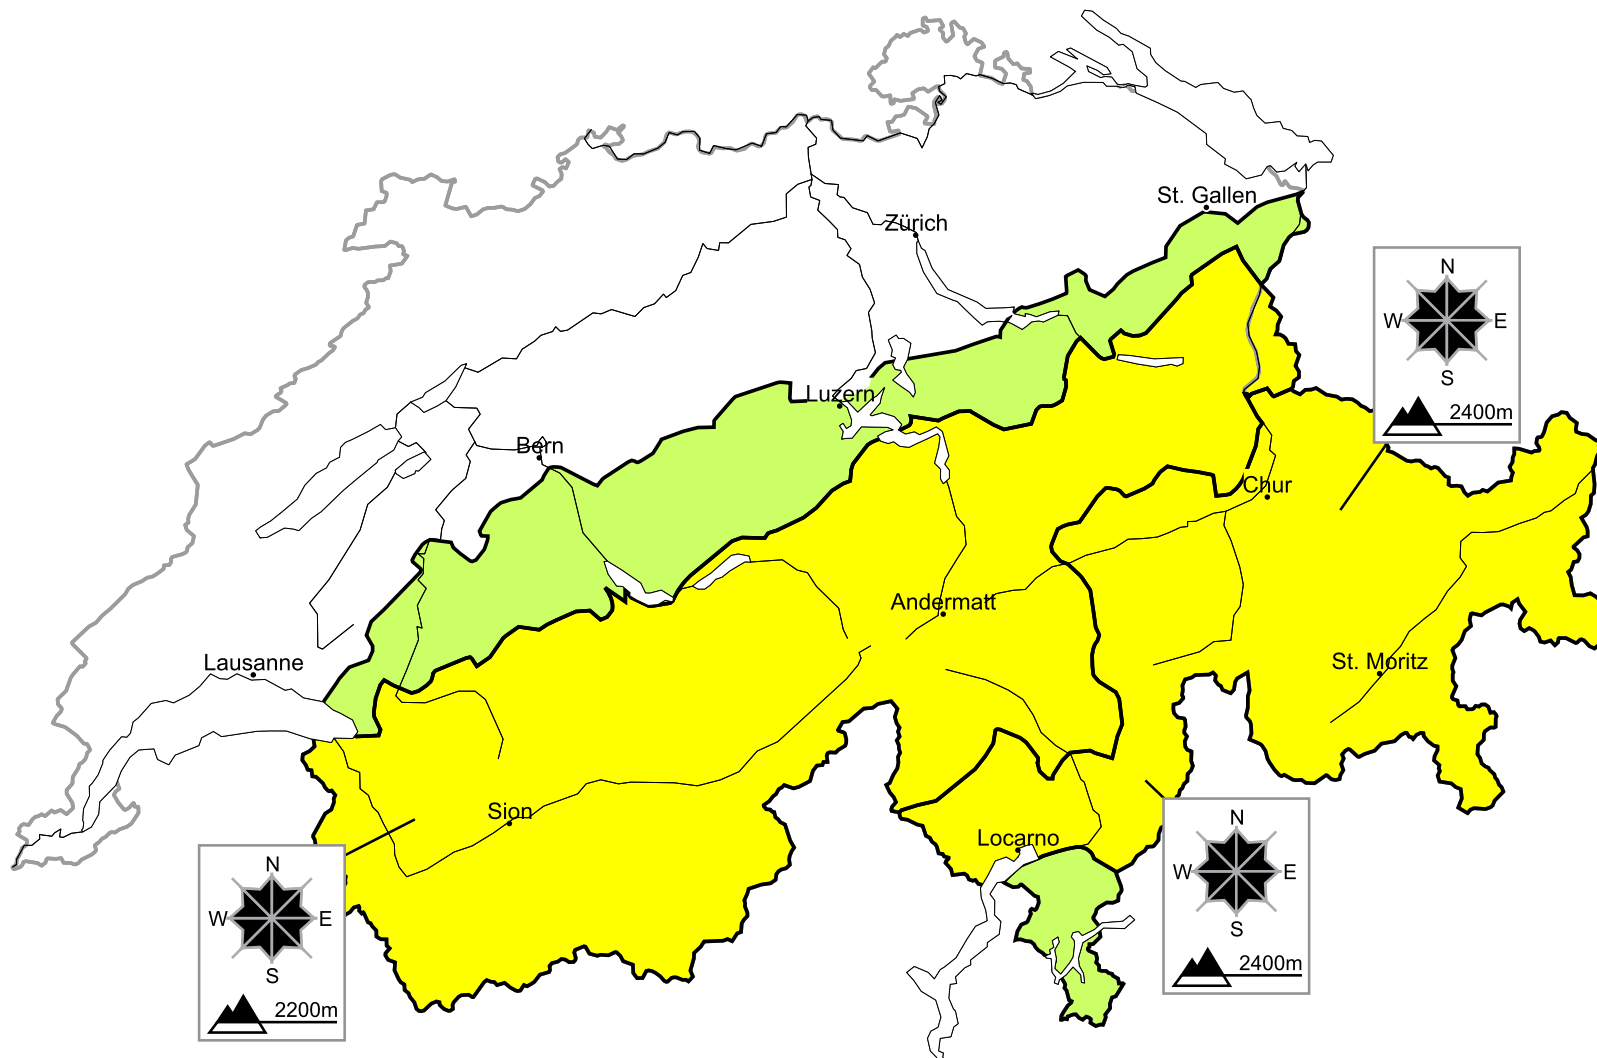 St. Gallen
Zürich
N
W E
S
2400m
Luzern
Bern
Chur
Andermatt
Lausanne
St. Moritz
Sion
Locarno
N
W E
S
2400m
N
W E
S
2200m